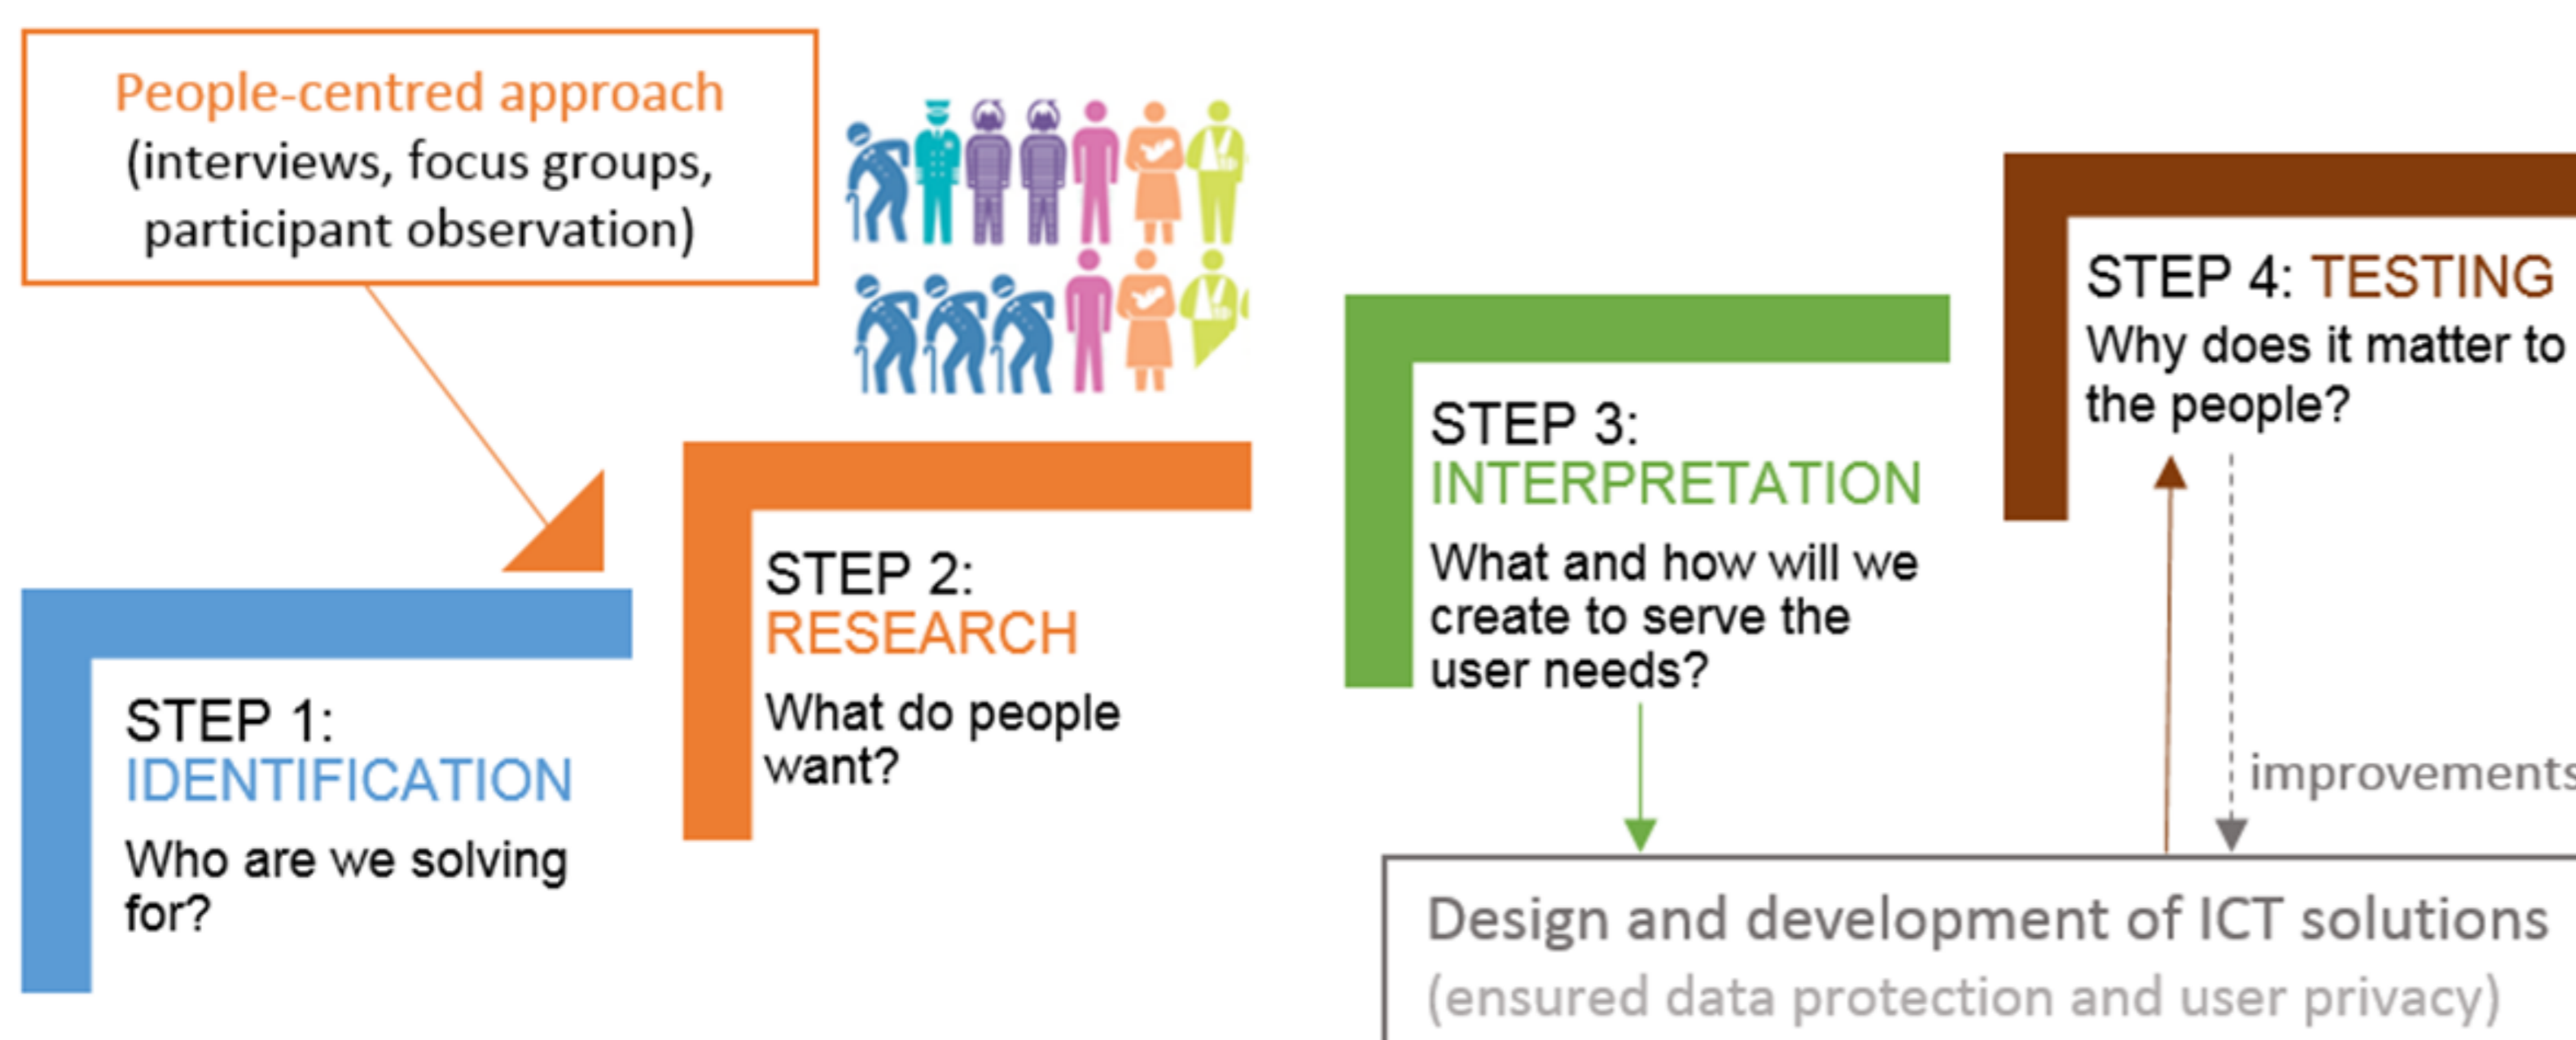 People-centred approach
(interviews, focus groups,
participant observation)
STEP 1:
IDENTIFICATION
Who are we solving
for?
STEP 2:
RESEARCH
What do people
want?
STEP 3:
INTERPRETATION
What and how will we
create to serve the
user needs?
STEP 4: TESTING
Why does it matter to
the people?
improvements
Design and development of ICT solutions
(ensured data protection and user privacy)